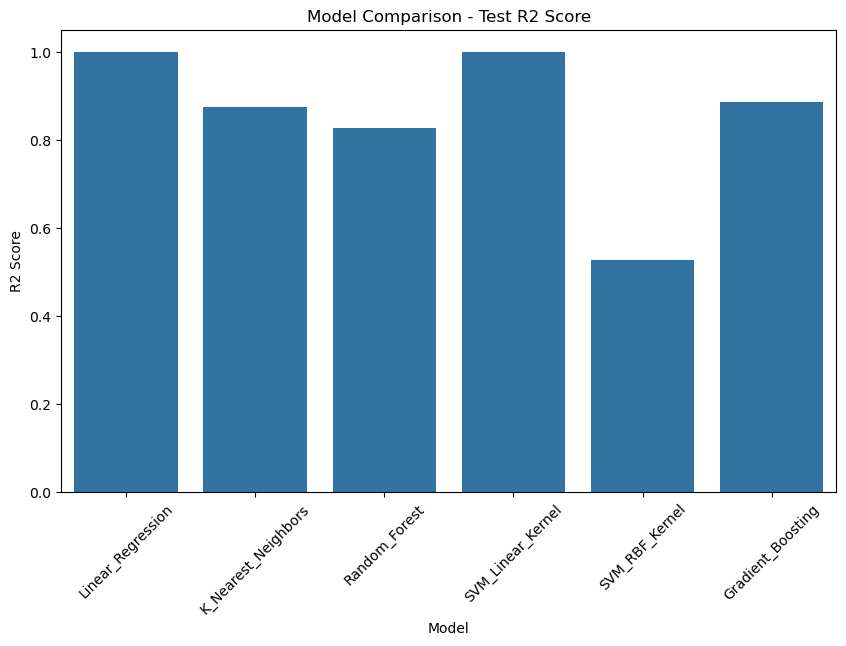 Model Comparison - Test R2 Score
R2 Score
1.0
0.8
0.6
0.4
0.2
0.0
Linear_Regression
K_Nearest_Neighbors
Random_Forest
SVM_Linear_Kernel
SVM_RBF_Kernel
Gradient_Boosting
Model